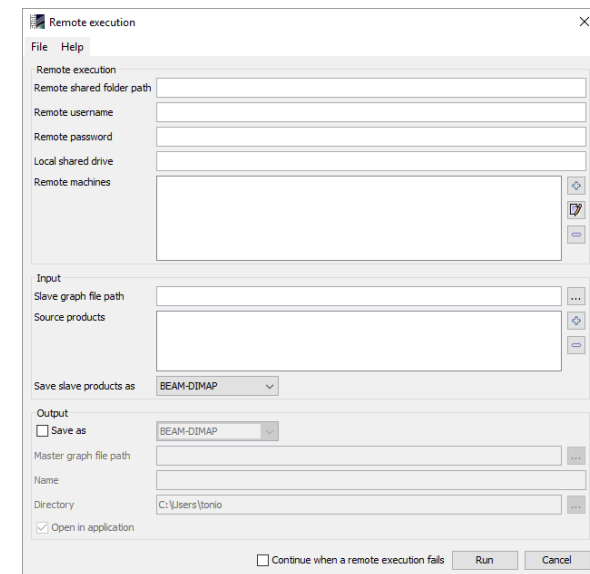 Remote execution
File Help
Remote execution
Remote shared folder path
Remote username
Remote password
Local shared drive
Remote machines
Input
Slave graph file path
...
Source products
Save slave products as BEAM-DIMAP
Output
Save as BEAM-DIMAP
Master graph file path
...
Name
Directory C:\Users\tonio
...
Open in application
Continue when a remote execution fails Run Cancel